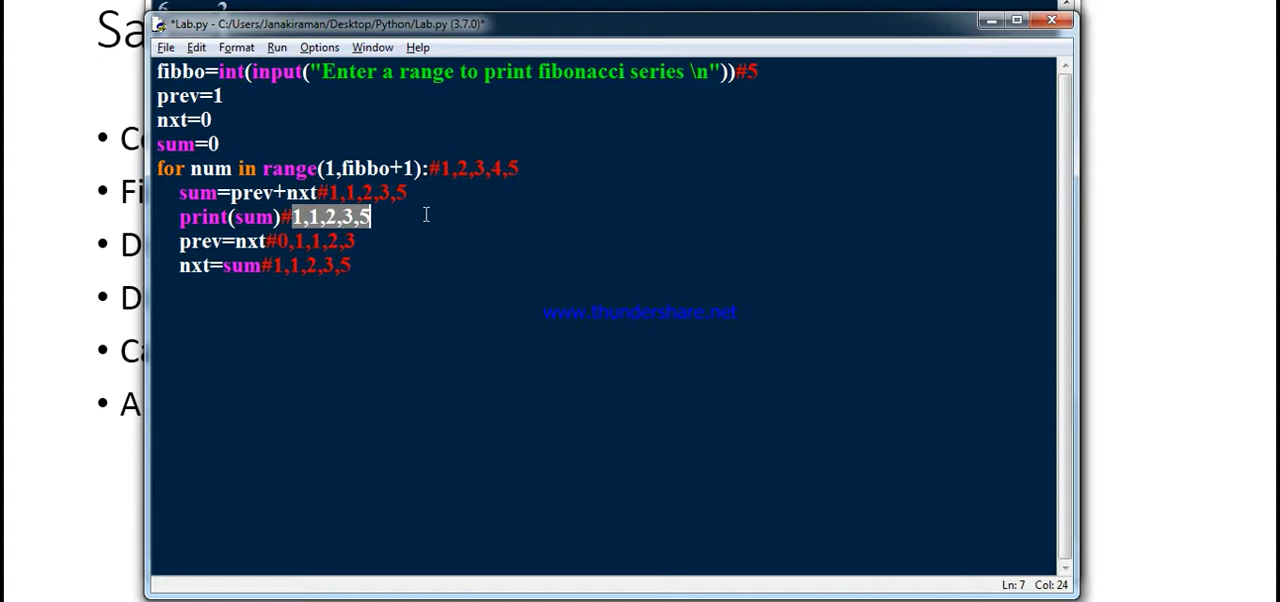 Sa
*Lab.py - C:/Users/Janakiraman/Desktop/Python/Lab.py (3.7.0)*
File Edit Format Run Options Window Help
fibbo=int(input("Enter a range to print fibonacci series \n"))#5
prev=1
nxt=0
sum=0
for num in range(1,fibbo+1):#1,2,3,4,5
sum=prev+nxt#1,1,2,3,5
print(sum)#1,1,2,3,5
prev=nxt#0,1,1,2,3
nxt=sum#1,1,2,3,5
www.thundershare.net
• Co
• Fi
• D
• D
• Ca
• A
Ln: 7 Col: 24